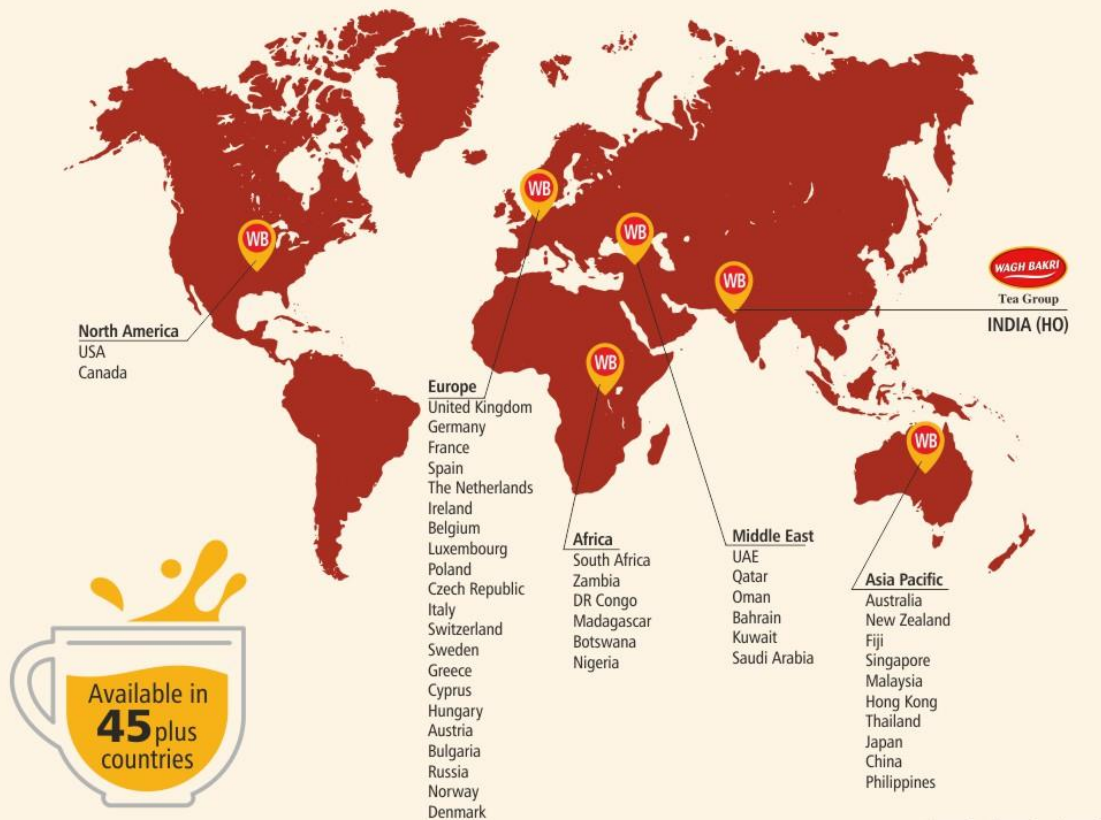 WB
WB
WB
WB
WB
WB
WAGH BAKRI
Tea Group
INDIA (HO)
North America
USA
Canada
Europe
United Kingdom
Germany
France
Spain
The Netherlands
Ireland
Belgium
Luxembourg
Poland
Czech Republic
Italy
Switzerland
Sweden
Greece
Cyprus
Hungary
Austria
Bulgaria
Russia
Norway
Denmark
Africa
South Africa
Zambia
DR Congo
Madagascar
Botswana
Nigeria
Middle East
UAE
Qatar
Oman
Bahrain
Kuwait
Saudi Arabia
Asia Pacific
Australia
New Zealand
Fiji
Singapore
Malaysia
Hong Kong
Thailand
Japan
China
Philippines
Available in
45 plus
countries